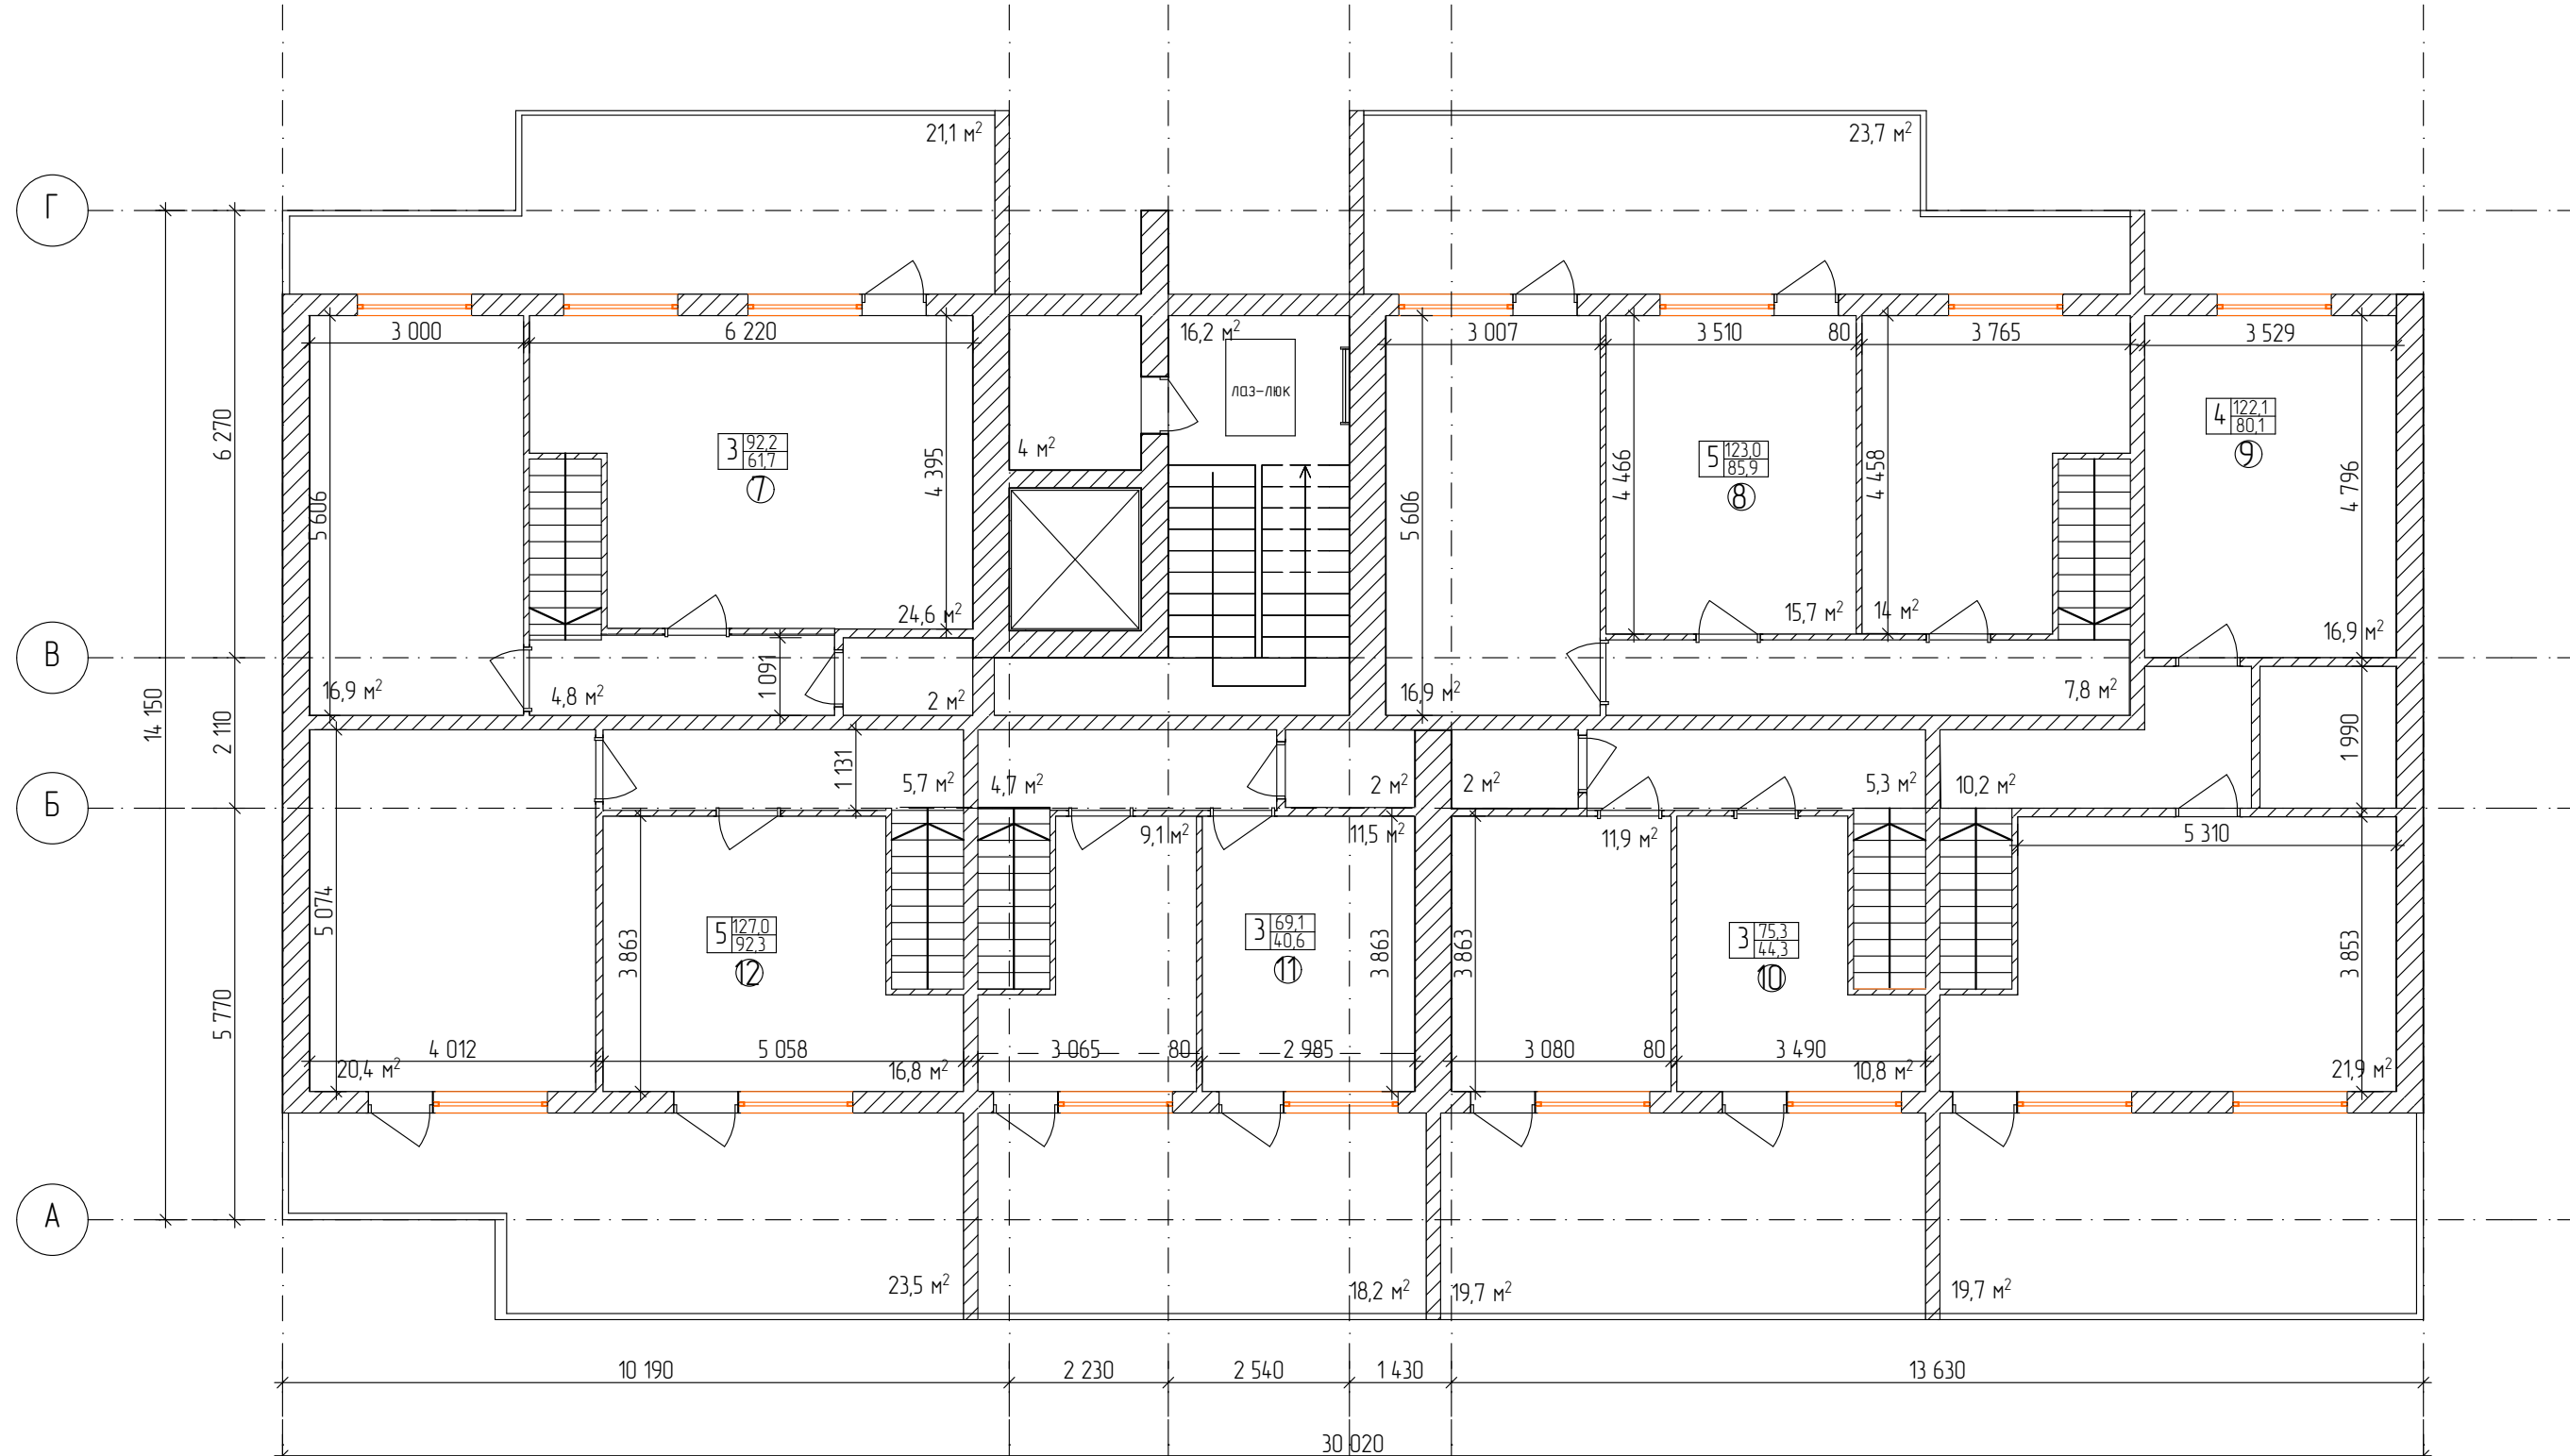 21,1 м²
23,7 м²
Г
16,2 м²
3 000
6 220
3 007
3 510
80
3 765
3 529
лаз-люк
3 92,2
61,7
7
4 м²
5 123,0
85,9
8
4 122,1
80,1
9
6 270
5 606
4 395
5 606
4 466
4 458
4 796
24,6 м²
15,7 м²
14 м²
16,9 м²
В
16,9 м²
4,8 м²
1 091
2 м²
16,9 м²
7,8 м²
14 150
2 110
1 131
1 990
5,7 м²
4,7 м²
2 м²
2 м²
5,3 м²
10,2 м²
Б
9,1 м²
11,5 м²
11,9 м²
5 310
5 074
3 863
5 127,0
92,3
12
3 69,1
40,6
11
3 863
3 863
3 75,3
44,3
10
3 853
5 770
4 012
5 058
3 065
80
2 985
3 080
80
3 490
20,4 м²
16,8 м²
10,8 м²
21,9 м²
А
23,5 м²
18,2 м²
19,7 м²
19,7 м²
10 190
2 230
2 540
1 430
13 630
30 020